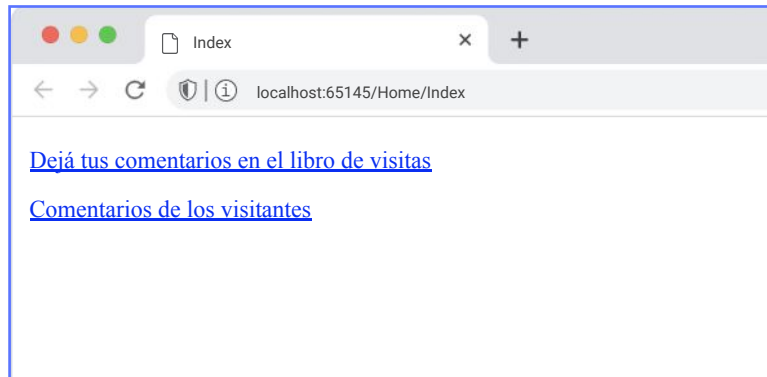 Index
localhost:65145/Home/Index
Dejá tus comentarios en el libro de visitas
Comentarios de los visitantes